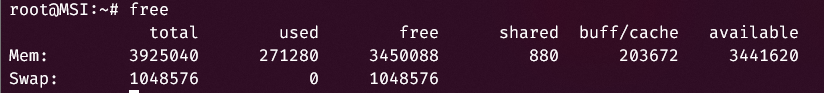 root@MSI:~# free
total used free shared buff/cache available
Mem: 3925040 271280 3450088 880 203672 3441620
Swap: 1048576 0 1048576